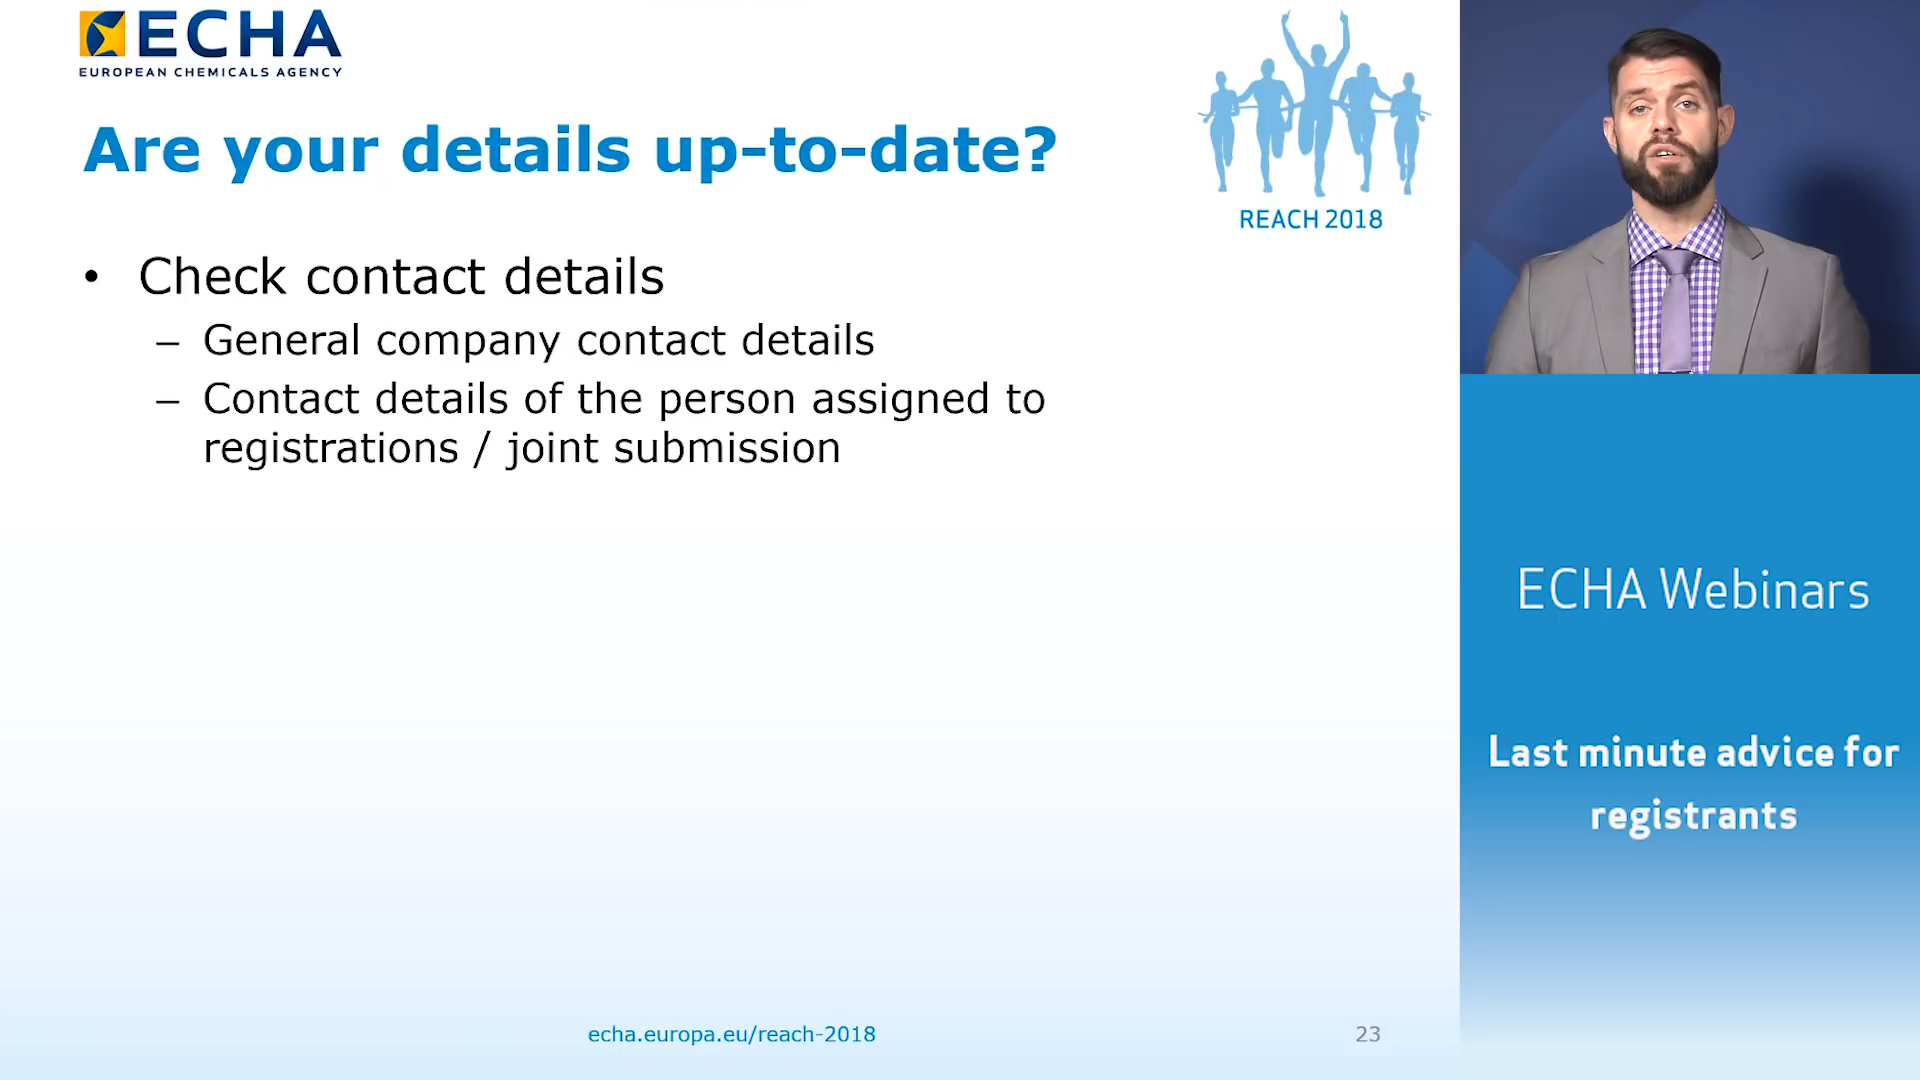 ECHA
EUROPEAN CHEMICALS AGENCY
Are your details up-to-date?
REACH 2018
• Check contact details
– General company contact details
– Contact details of the person assigned to
registrations / joint submission
echa.europa.eu/reach-2018
23
ECHA Webinars
Last minute advice for
registrants